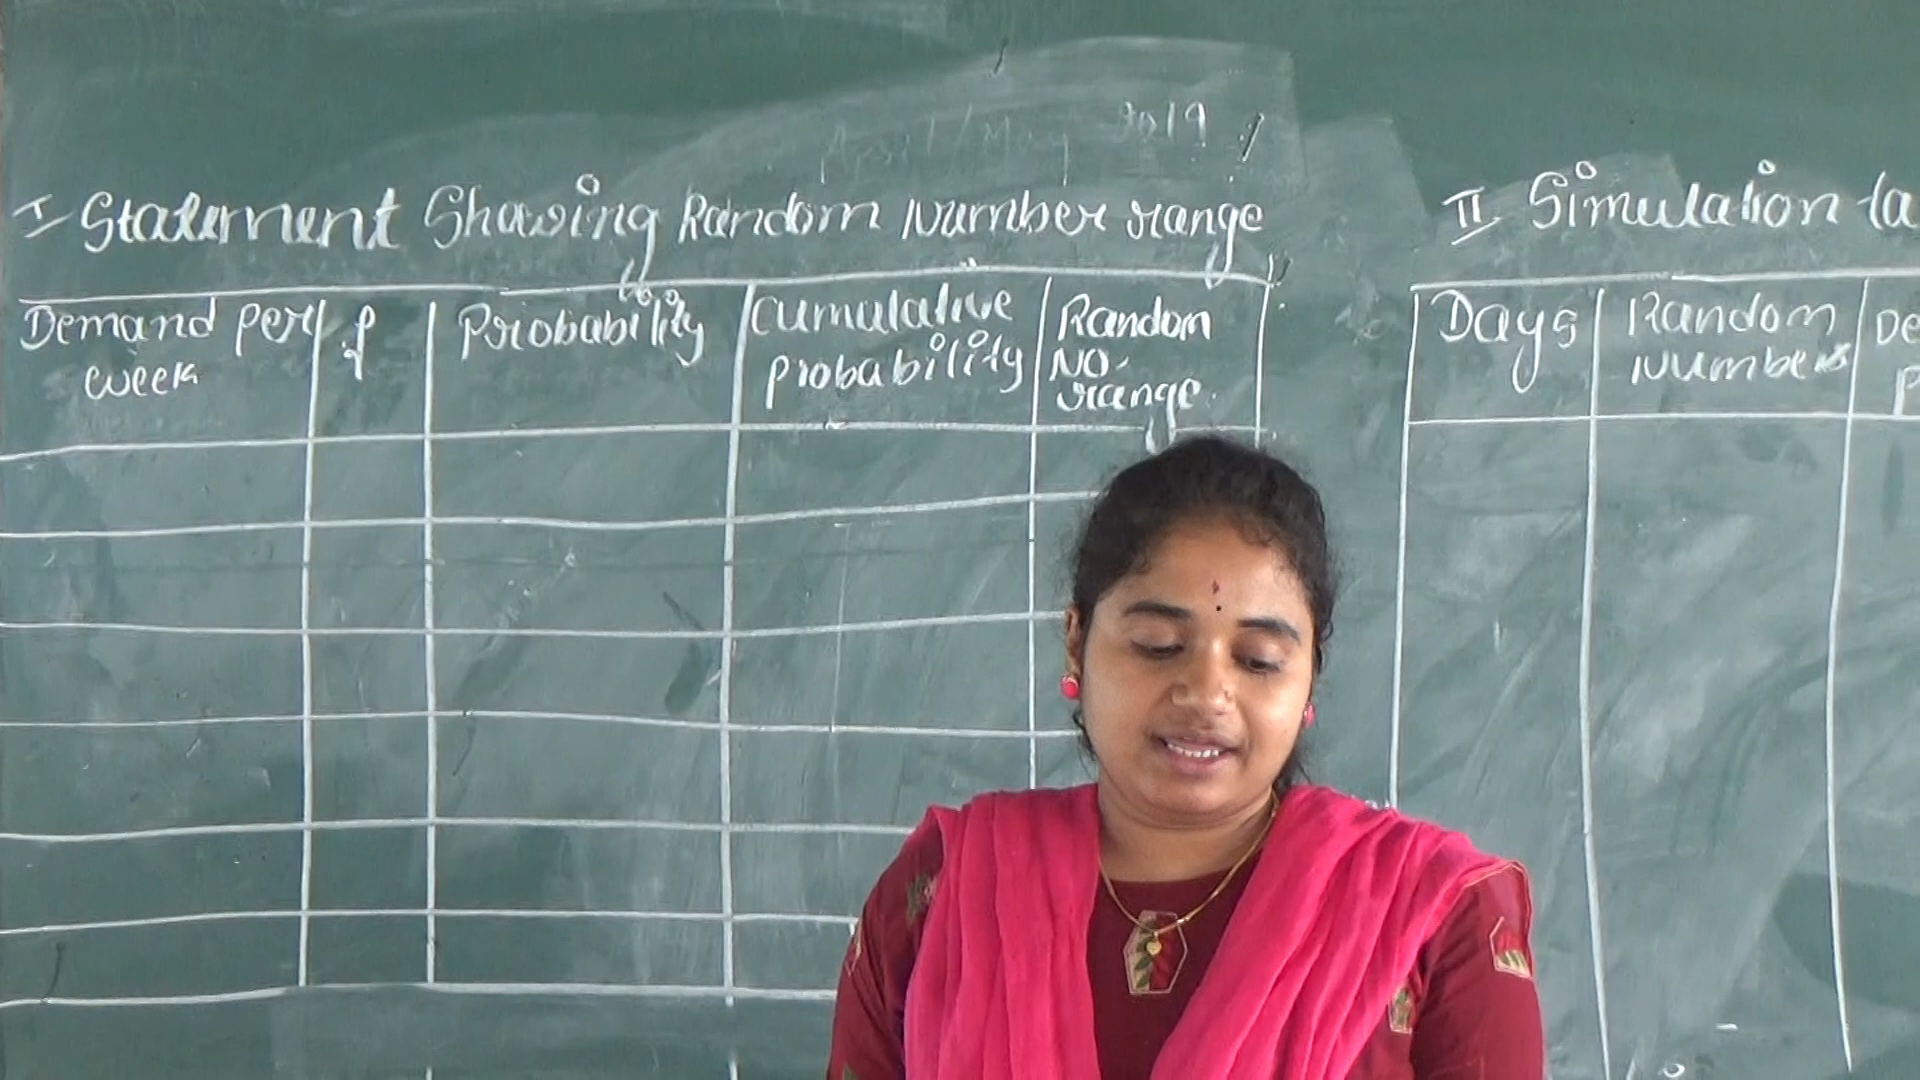 April/May 2019
I Statement Showing Random Number range
Demand per week
f
Probability
Cumulative probability
Random No. range.
II Simulation ta
Days
Random Numbers
De
P